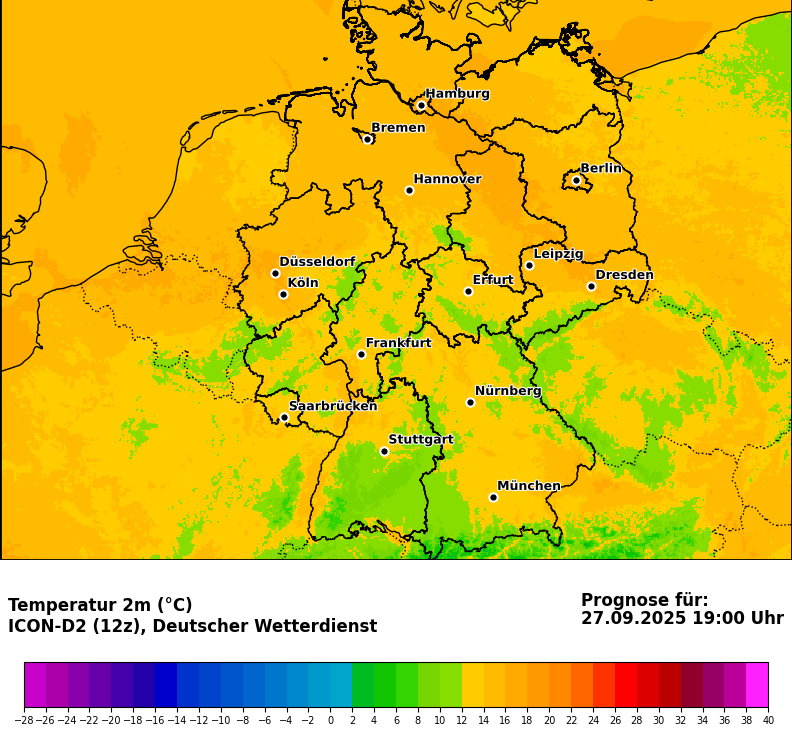 Hamburg
Bremen
Berlin
Hannover
Leipzig
Düsseldorf
Dresden
Köln
Erfurt
Frankfurt
Nürnberg
Saarbrücken
Stuttgart
München
Temperatur 2m (°C)
ICON-D2 (12z), Deutscher Wetterdienst
Prognose für:
27.09.2025 19:00 Uhr
−28 −26 −24 −22 −20 −18 −16 −14 −12 −10 −8 −6 −4 −2 0 2 4 6 8 10 12 14 16 18 20 22 24 26 28 30 32 34 36 38 40